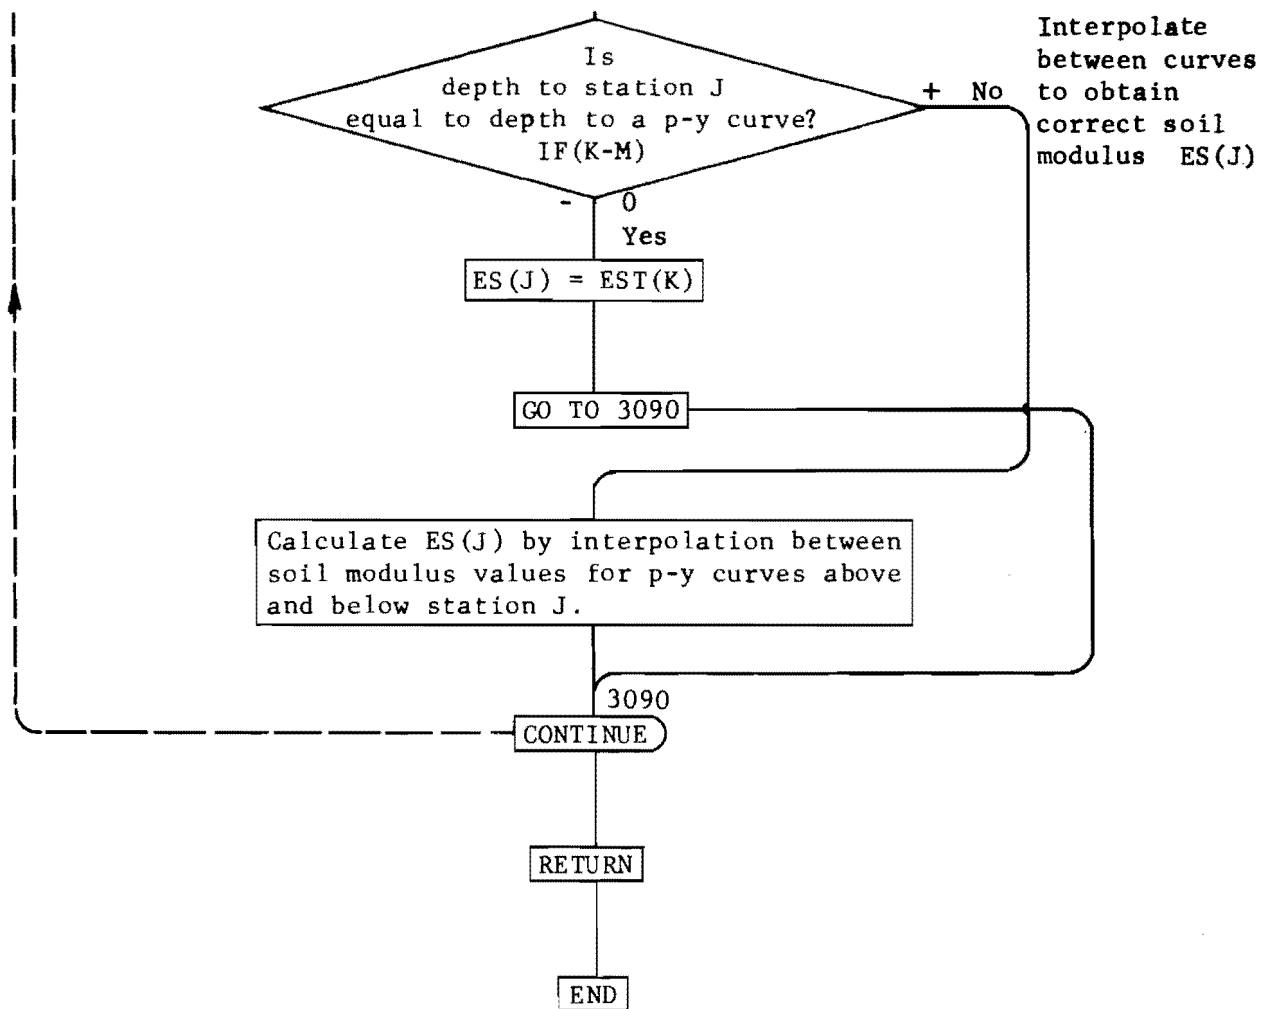 Is
depth to station J
equal to depth to a p-y curve?
IF(K-M)
+ No
Interpolate
between curves
to obtain
correct soil
modulus ES(J)
- 0
Yes
ES(J) = EST(K)
GO TO 3090
Calculate ES(J) by interpolation between
soil modulus values for p-y curves above
and below station J.
3090
CONTINUE
RETURN
END